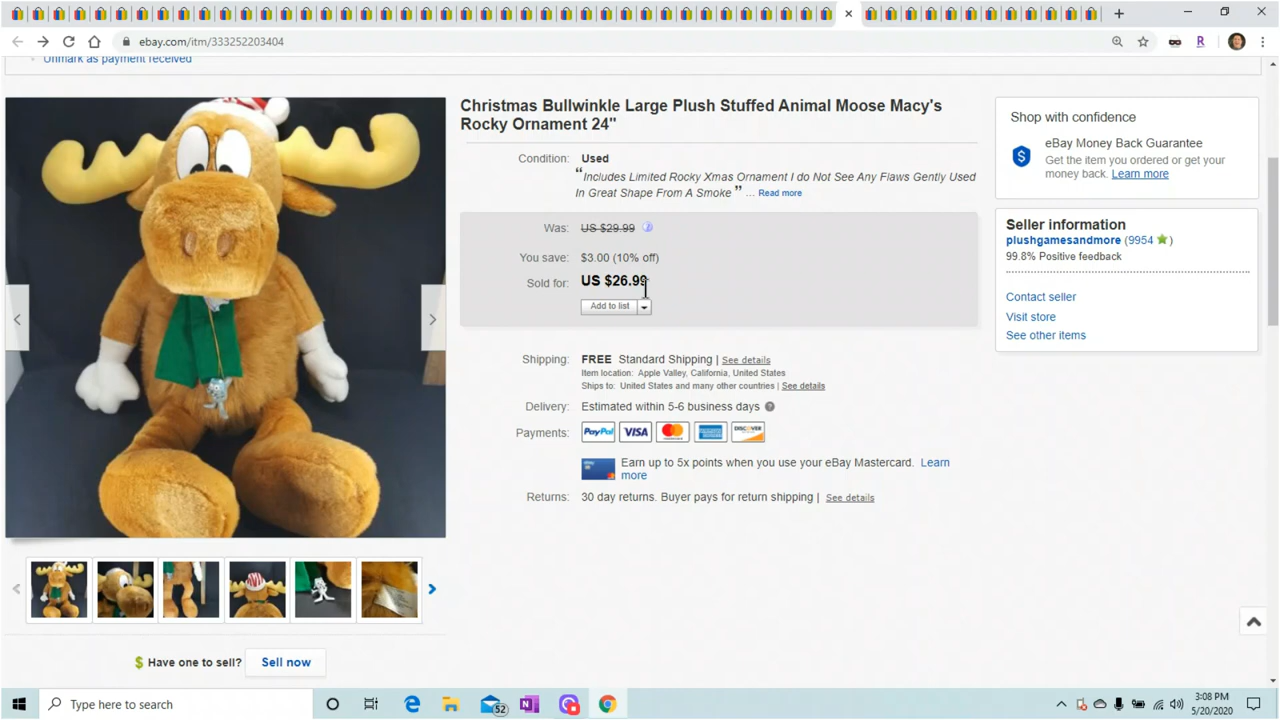 ebay.com/itm/333252203404
Unmark as payment received
Christmas Bullwinkle Large Plush Stuffed Animal Moose Macy's
Rocky Ornament 24"
Condition: Used
“Includes Limited Rocky Xmas Ornament I do Not See Any Flaws Gently Used
In Great Shape From A Smoke ” ... Read more
Was: US $29.99
You save: $3.00 (10% off)
Sold for: US $26.99
Add to list
Shipping: FREE Standard Shipping | See details
Item location: Apple Valley, California, United States
Ships to: United States and many other countries | See details
Delivery: Estimated within 5-6 business days
Payments: PayPal VISA MasterCard AMERICAN EXPRESS DISCOVER
Earn up to 5x points when you use your eBay Mastercard. Learn
more
Returns: 30 day returns. Buyer pays for return shipping | See details
Shop with confidence
eBay Money Back Guarantee
Get the item you ordered or get your
money back. Learn more
Seller information
plushgamesandmore (9954 )
99.8% Positive feedback
Contact seller
Visit store
See other items
Have one to sell? Sell now
Type here to search
52
3:08 PM
5/20/2020